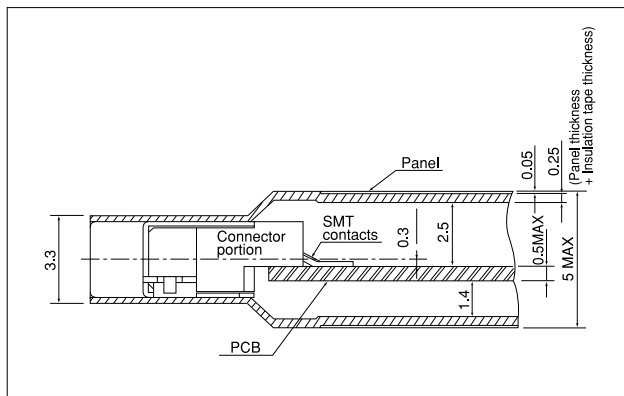 Panel
(Panel thickness
+ Insulation tape thickness)
0.05
0.25
SMT
contacts
Connector
portion
0.3
2.5
0.5MAX
5 MAX
3.3
1.4
PCB